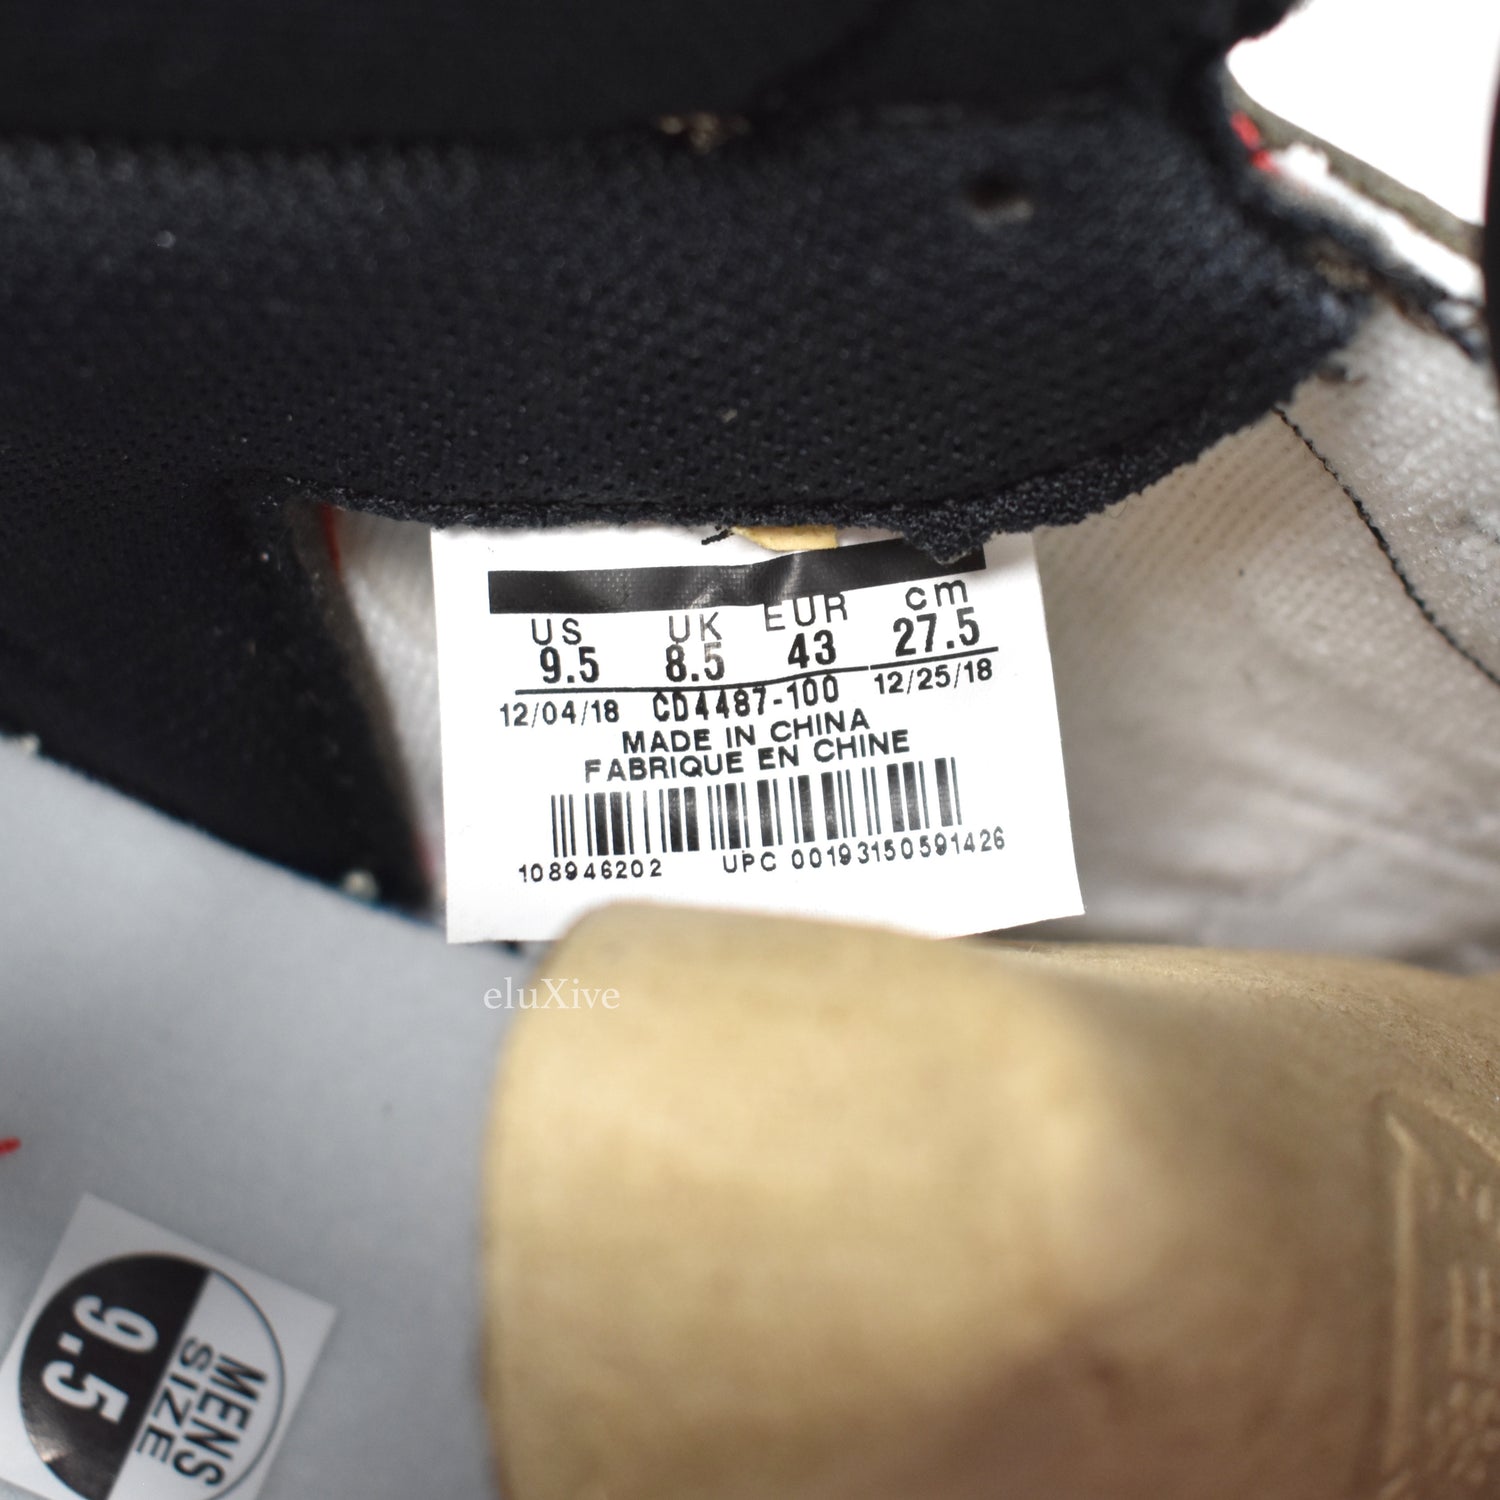 US UK EUR cm
9.5 8.5 43 27.5
12/04/18 CD4487-100 12/25/18
MADE IN CHINA
FABRIQUE EN CHINE
108946202 UPC 00193150591426
eluXive
9.5
MENS
SIZE